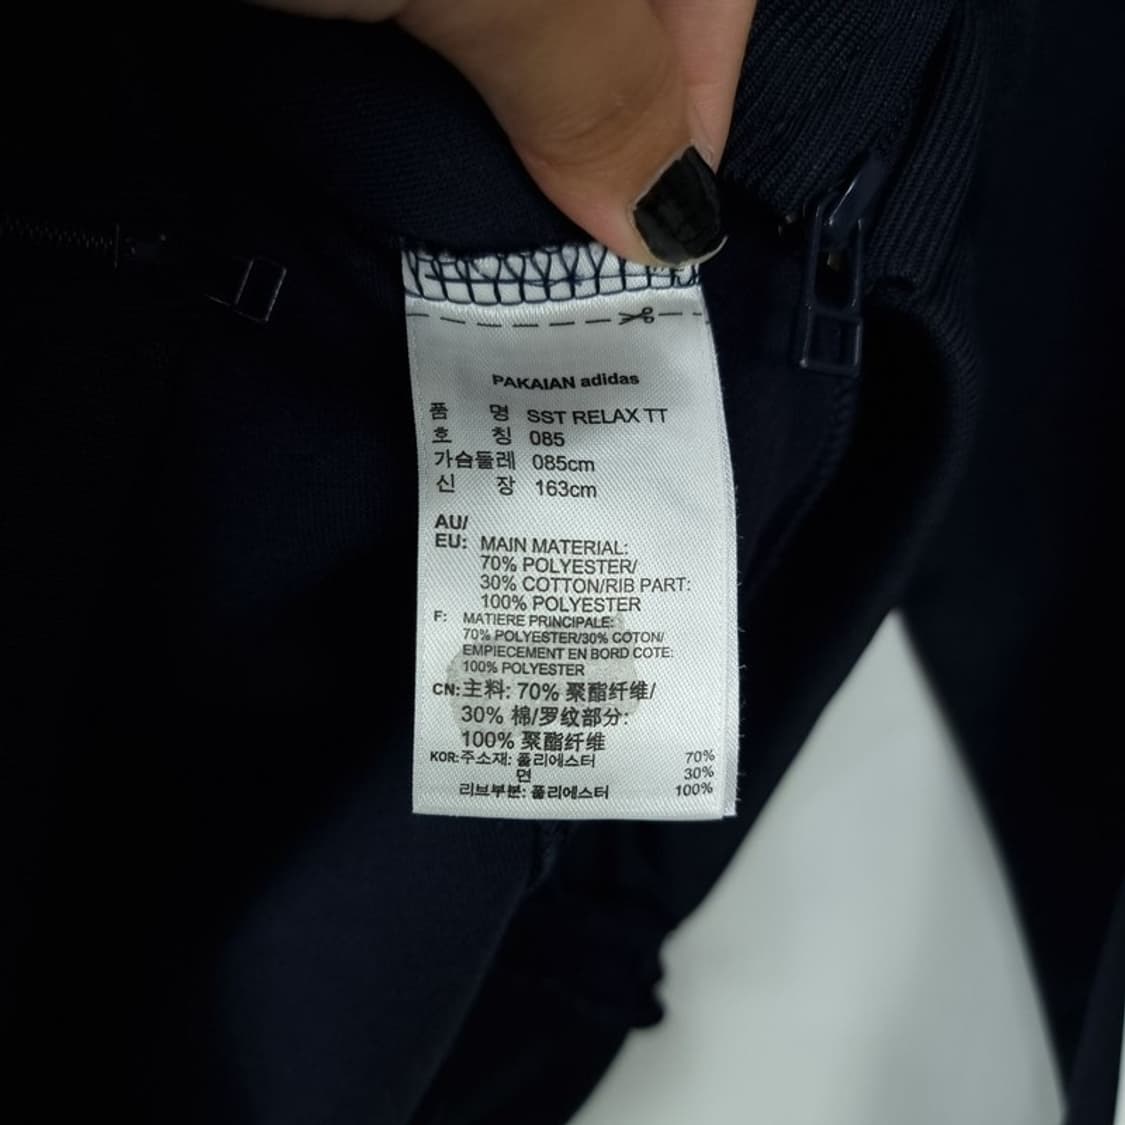 PAKAIAN adidas
품 명 SST RELAX TT
호 칭 085
가슴둘레 085cm
신 장 163cm
AU/
EU: MAIN MATERIAL:
70% POLYESTER/
30% COTTON/RIB PART:
100% POLYESTER
F: MATIERE PRINCIPALE:
70% POLYESTER/30% COTON/
EMPIECEMENT EN BORD COTE:
100% POLYESTER
CN:主料: 70% 聚酯纤维/
30% 棉/罗纹部分:
100% 聚酯纤维
KOR:주소재: 폴리에스터 70%
면 30%
리브부분: 폴리에스터 100%